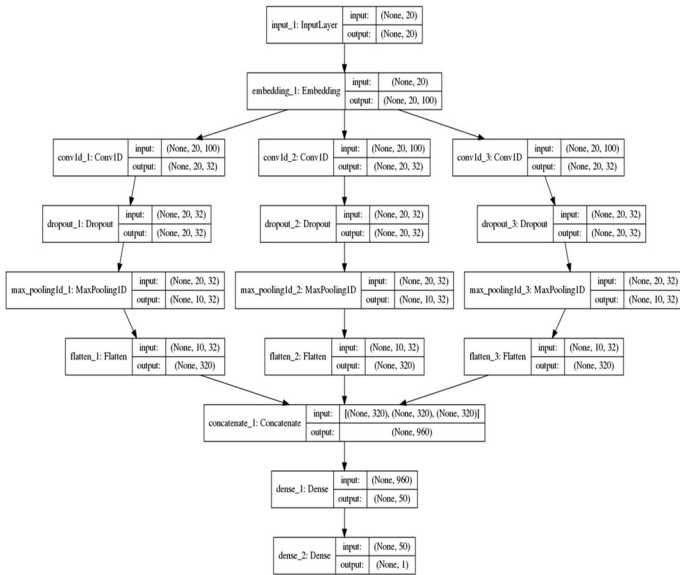 input_1: InputLayer
input: (None, 20)
output: (None, 20)
embedding_1: Embedding
input: (None, 20)
output: (None, 20, 100)
conv1d_1: Conv1D
input: (None, 20, 100)
output: (None, 20, 32)
conv1d_2: Conv1D
input: (None, 20, 100)
output: (None, 20, 32)
conv1d_3: Conv1D
input: (None, 20, 100)
output: (None, 20, 32)
dropout_1: Dropout
input: (None, 20, 32)
output: (None, 20, 32)
dropout_2: Dropout
input: (None, 20, 32)
output: (None, 20, 32)
dropout_3: Dropout
input: (None, 20, 32)
output: (None, 20, 32)
max_pooling1d_1: MaxPooling1D
input: (None, 20, 32)
output: (None, 10, 32)
max_pooling1d_2: MaxPooling1D
input: (None, 20, 32)
output: (None, 10, 32)
max_pooling1d_3: MaxPooling1D
input: (None, 20, 32)
output: (None, 10, 32)
flatten_1: Flatten
input: (None, 10, 32)
output: (None, 320)
flatten_2: Flatten
input: (None, 10, 32)
output: (None, 320)
flatten_3: Flatten
input: (None, 10, 32)
output: (None, 320)
concatenate_1: Concatenate
input: [(None, 320), (None, 320), (None, 320)]
output: (None, 960)
dense_1: Dense
input: (None, 960)
output: (None, 50)
dense_2: Dense
input: (None, 50)
output: (None, 1)